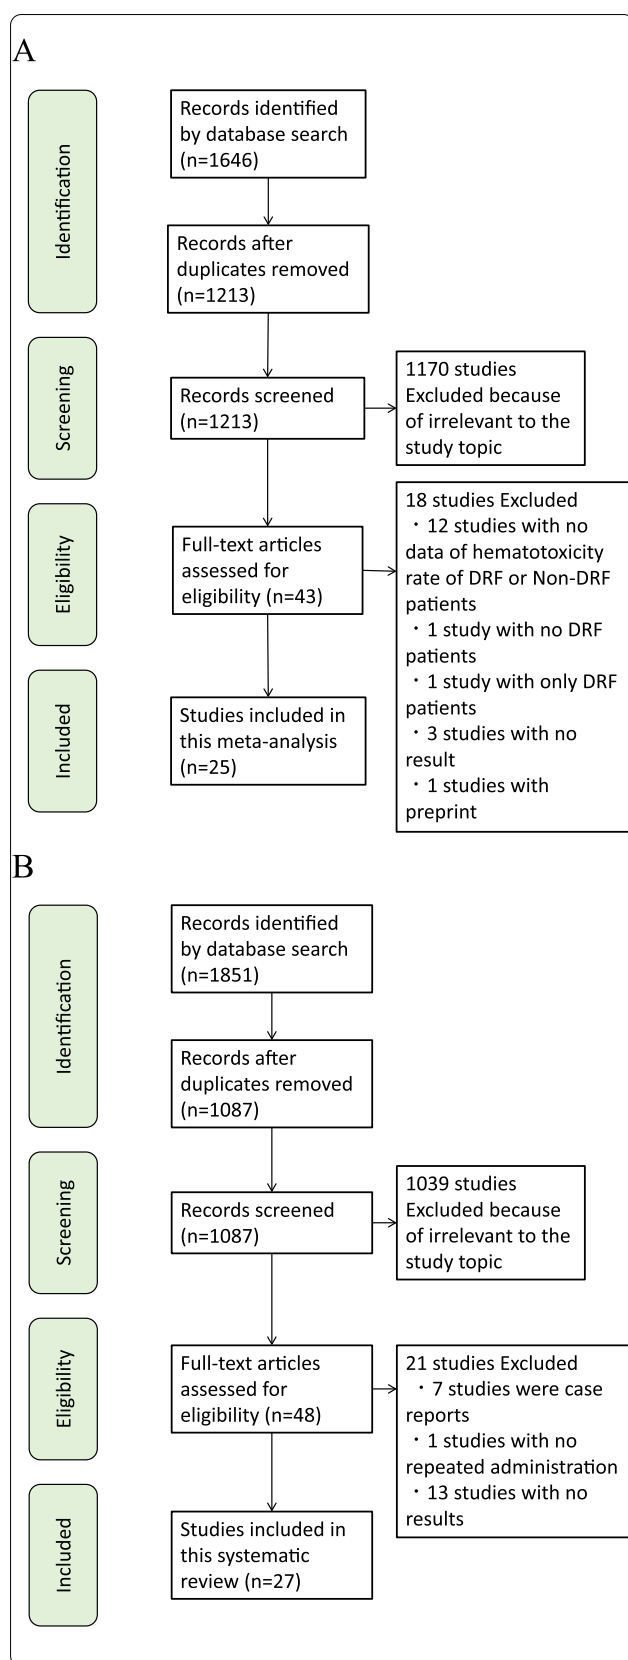 A
Identification
Records identified
by database search
(n=1646)
Records after
duplicates removed
(n=1213)
Screening
Records screened
(n=1213)
1170 studies
Excluded because
of irrelevant to the
study topic
Eligibility
Full-text articles
assessed for
eligibility (n=43)
18 studies Excluded
・12 studies with no
data of hematotoxicity
rate of DRF or Non-DRF
patients
・1 study with no DRF
patients
・1 study with only DRF
patients
・3 studies with no
result
・1 studies with
preprint
Included
Studies included in
this meta-analysis
(n=25)
B
Identification
Records identified
by database search
(n=1851)
Records after
duplicates removed
(n=1087)
Screening
Records screened
(n=1087)
1039 studies
Excluded because
of irrelevant to the
study topic
Eligibility
Full-text articles
assessed for
eligibility (n=48)
21 studies Excluded
・7 studies were case
reports
・1 studies with no
repeated administration
・13 studies with no
results
Included
Studies included in
this systematic
review (n=27)